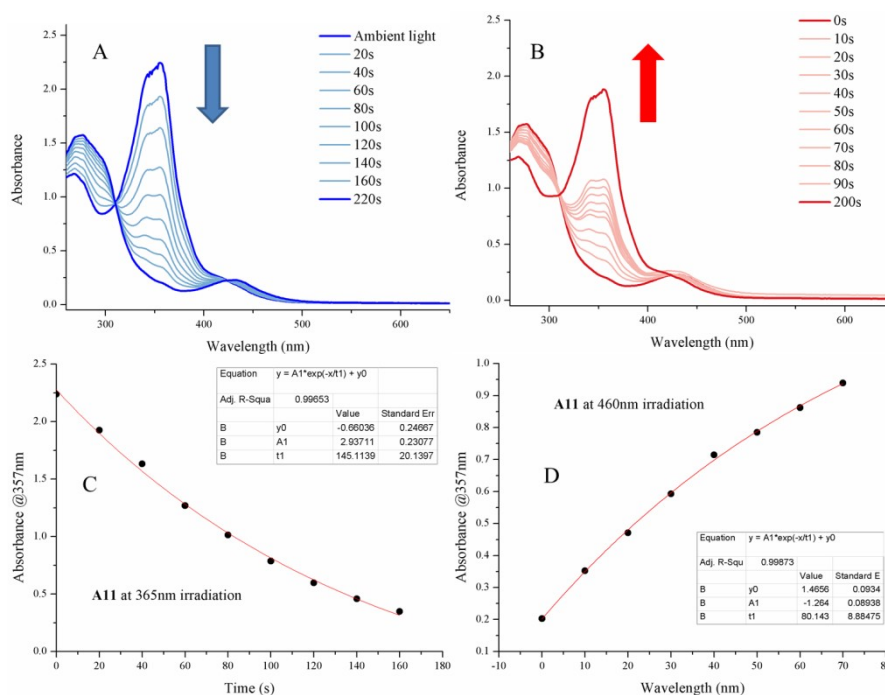 A
Ambient light
20s
40s
60s
80s
100s
120s
140s
160s
220s
2.5
2.0
1.5
1.0
0.5
0.0
Absorbance
300
400
500
600
Wavelength (nm)
B
0s
10s
20s
30s
40s
50s
60s
70s
80s
90s
200s
2.5
2.0
1.5
1.0
0.5
0.0
Absorbance
300
400
500
600
Wavelength (nm)
C
Equation y = A1*exp(-x/t1) + y0
Adj. R-Squa 0.99653
Value Standard Err
B y0 -0.66036 0.24667
B A1 2.93711 0.23077
B t1 145.1139 20.1397
A11 at 365nm irradiation
2.5
2.0
1.5
1.0
0.5
0.0
Absorbance @357nm
0
20
40
60
80
100
120
140
160
180
Time (s)
D
A11 at 460nm irradiation
Equation y = A1*exp(-x/t1) + y0
Adj. R-Squ 0.99873
Value Standard E
B y0 1.4656 0.0934
B A1 -1.264 0.08938
B t1 80.143 8.88475
1.0
0.9
0.8
0.7
0.6
0.5
0.4
0.3
0.2
0.1
Absorbance @357nm
-10
0
10
20
30
40
50
60
70
Wavelength (nm)